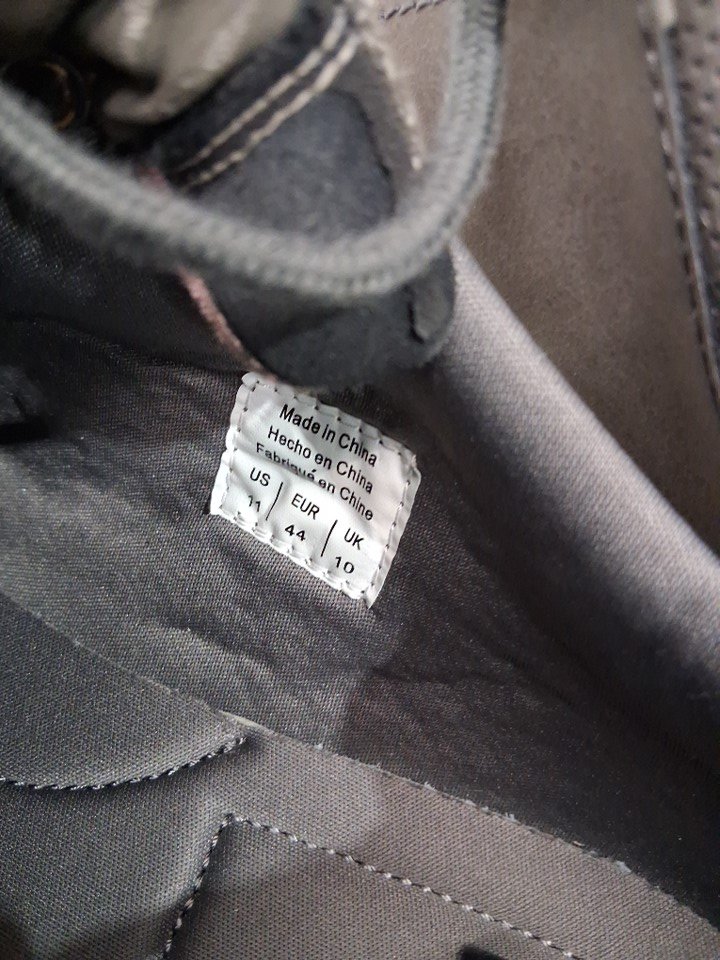 Made in China
Hecho en China
Fabriqué en Chine
US | EUR | UK
11 | 44 | 10